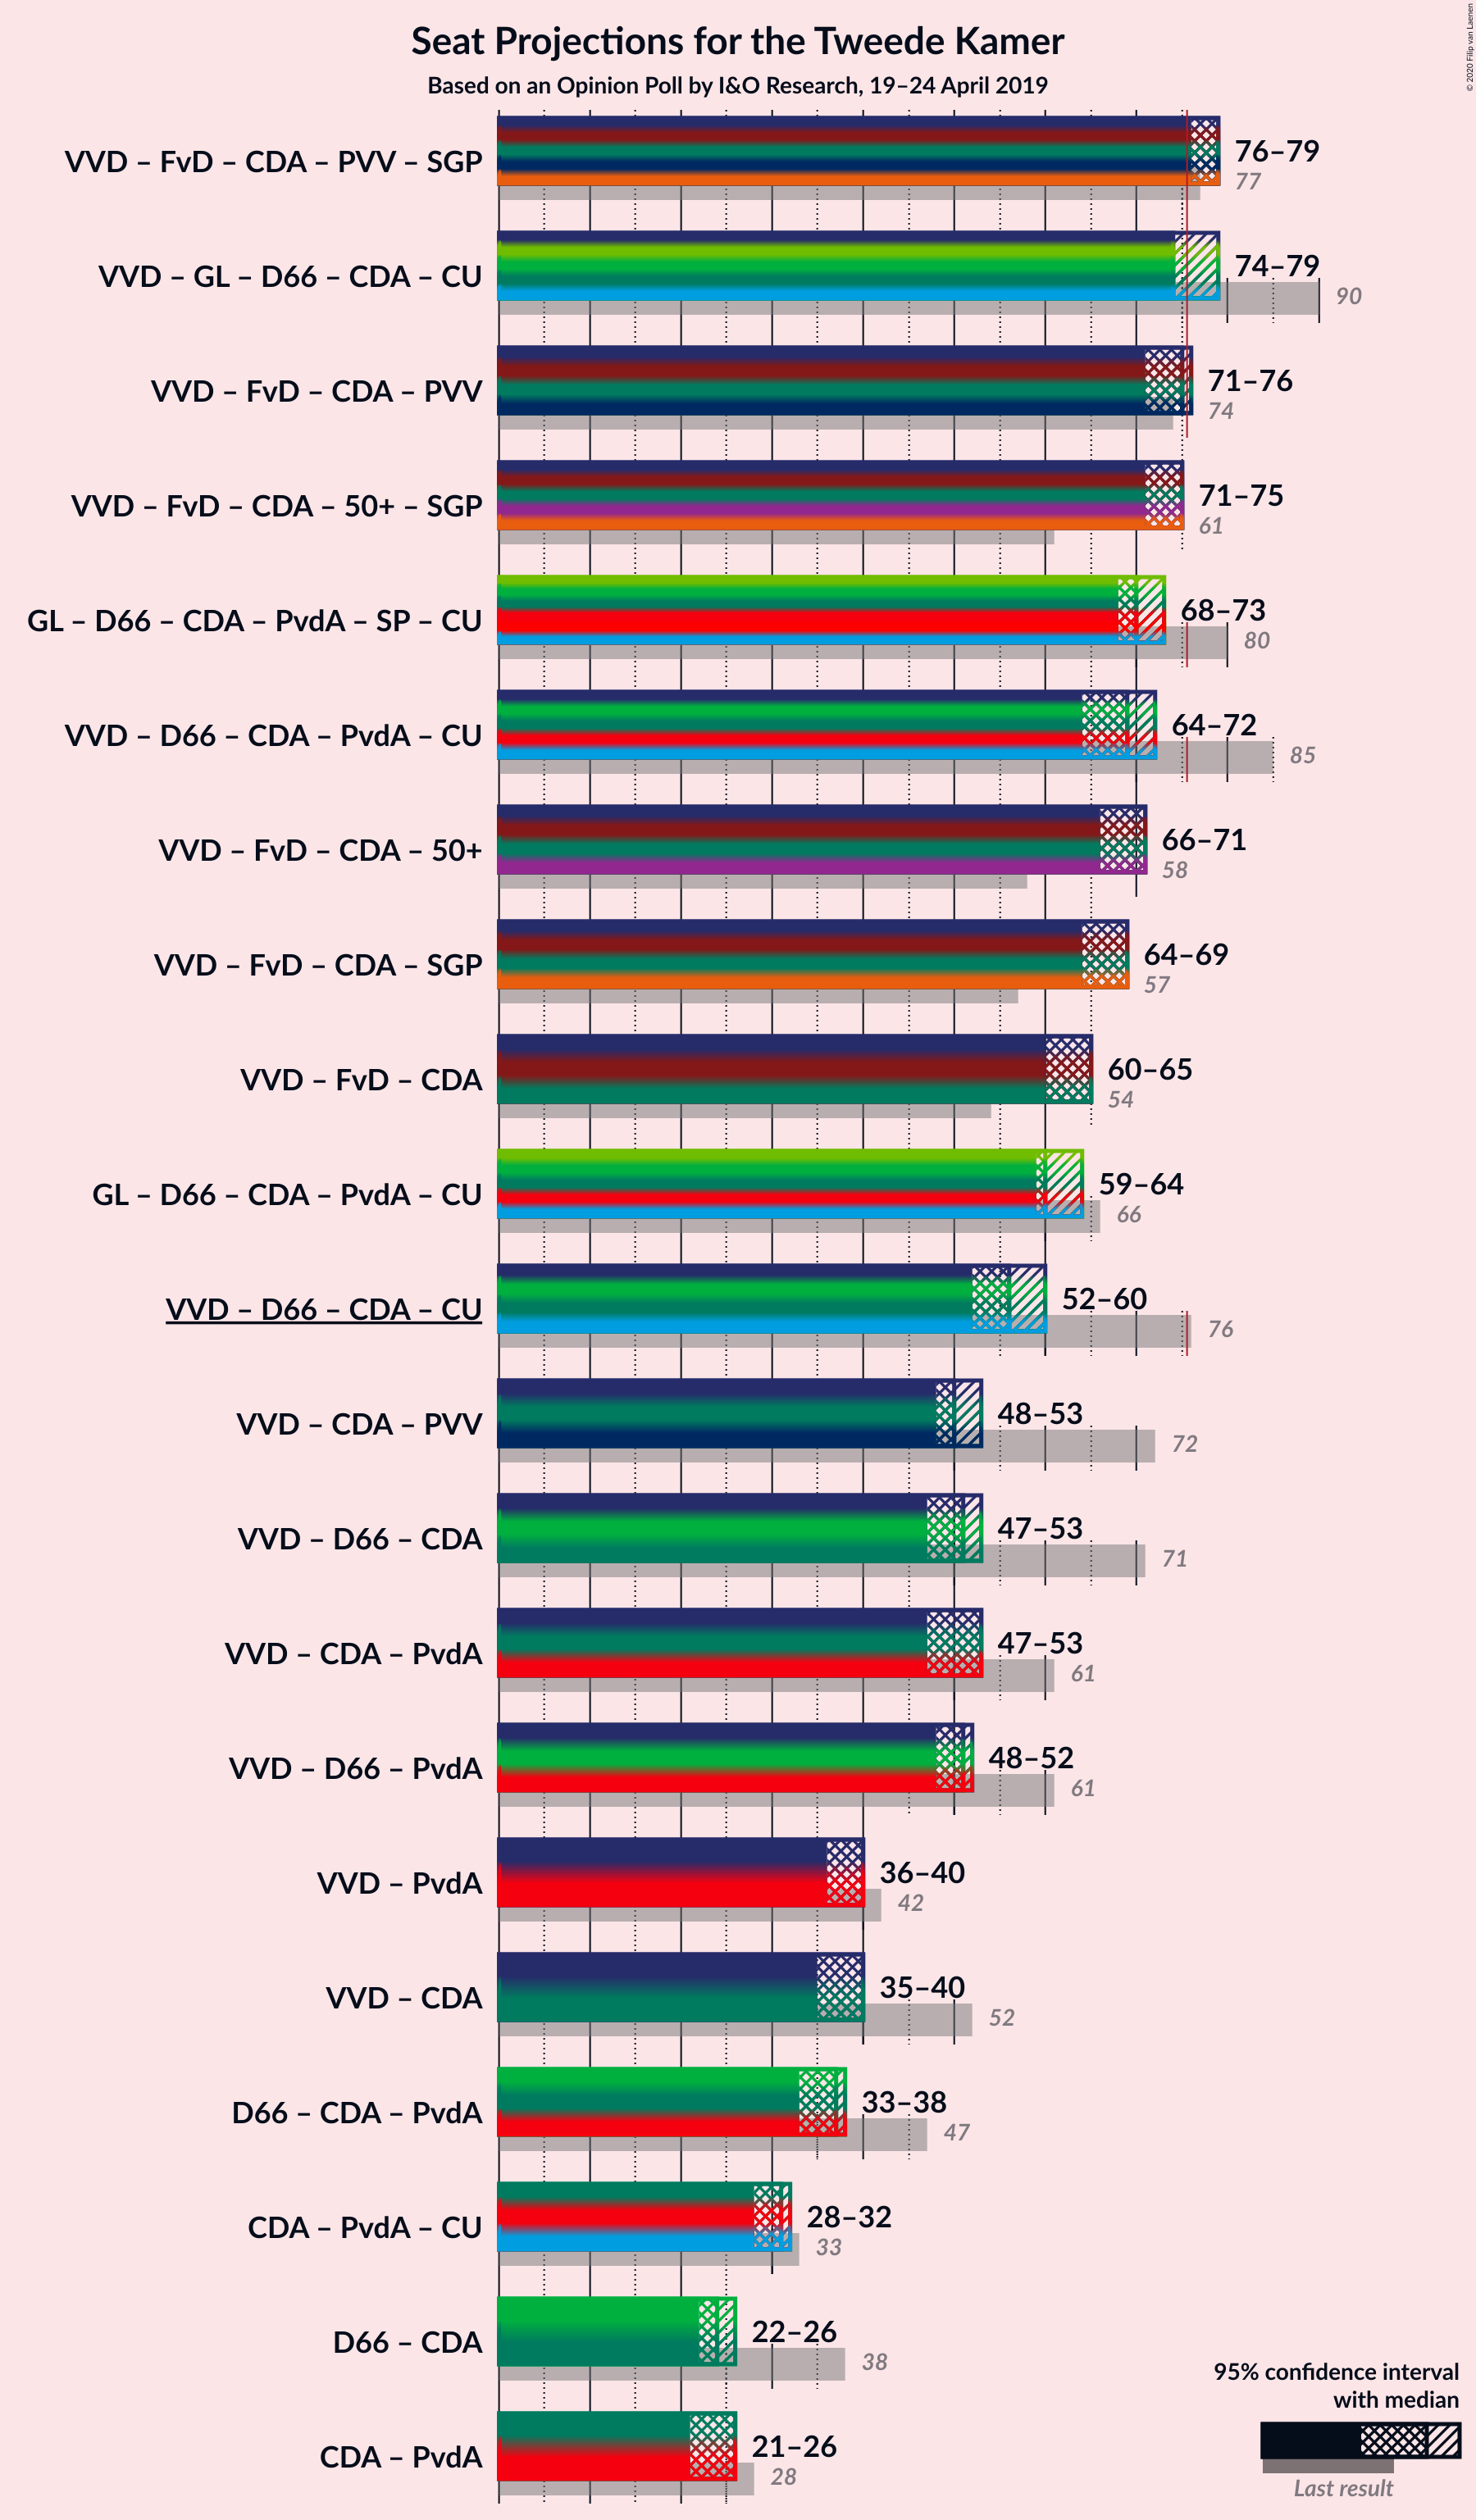 Seat Projections for the Tweede Kamer
Based on an Opinion Poll by I&O Research, 19–24 April 2019
© 2020 Filip van Laenen
VVD – FvD – CDA – PVV – SGP
76–79
77
VVD – GL – D66 – CDA – CU
74–79
90
VVD – FvD – CDA – PVV
71–76
74
VVD – FvD – CDA – 50+ – SGP
71–75
61
GL – D66 – CDA – PvdA – SP – CU
68–73
80
VVD – D66 – CDA – PvdA – CU
64–72
85
VVD – FvD – CDA – 50+
66–71
58
VVD – FvD – CDA – SGP
64–69
57
VVD – FvD – CDA
60–65
54
GL – D66 – CDA – PvdA – CU
59–64
66
VVD – D66 – CDA – CU
52–60
76
VVD – CDA – PVV
48–53
72
VVD – D66 – CDA
47–53
71
VVD – CDA – PvdA
47–53
61
VVD – D66 – PvdA
48–52
61
VVD – PvdA
36–40
42
VVD – CDA
35–40
52
D66 – CDA – PvdA
33–38
47
CDA – PvdA – CU
28–32
33
D66 – CDA
22–26
38
CDA – PvdA
21–26
28
95% confidence interval
with median
Last result